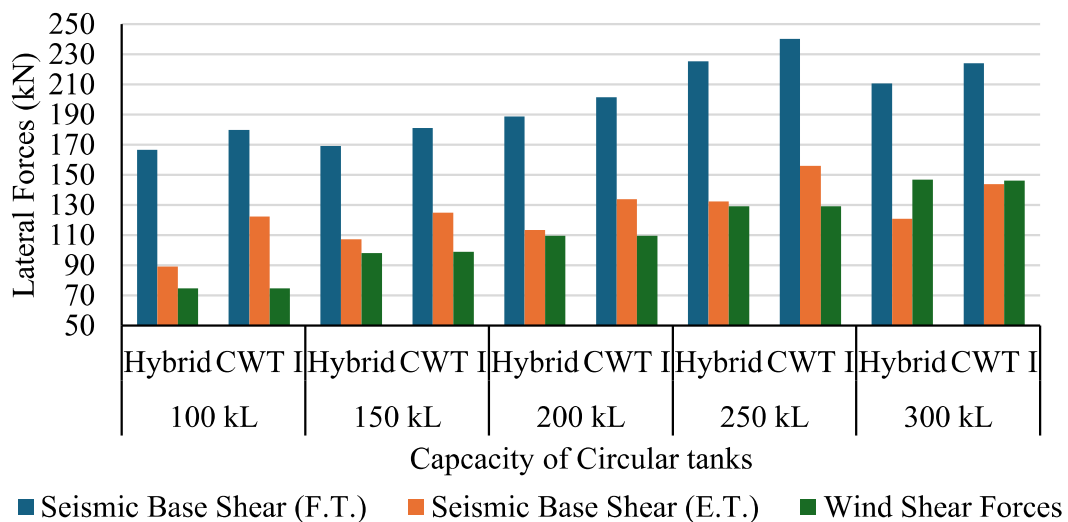 250
230
210
190
170
150
130
110
90
70
50
Lateral Forces (kN)
Hybrid CWT I Hybrid CWT I Hybrid CWT I Hybrid CWT I Hybrid CWT I
100 kL 150 kL 200 kL 250 kL 300 kL
Capcacity of Circular tanks
Seismic Base Shear (F.T.) Seismic Base Shear (E.T.) Wind Shear Forces